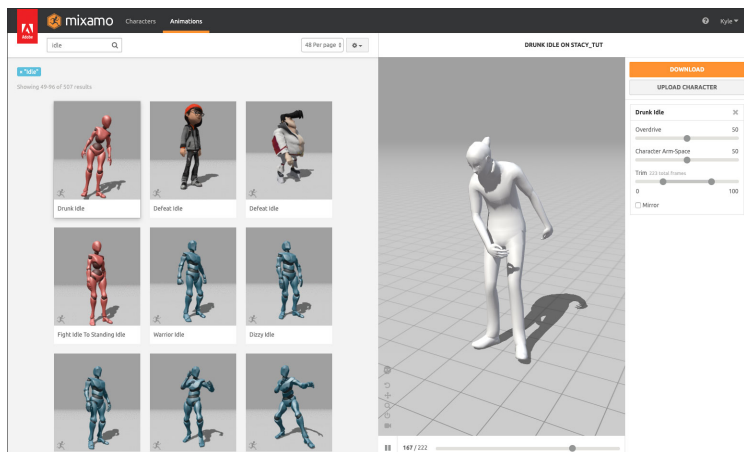 Adobe
mixamo
Characters
Animations
Kyle
idle
48 Per page
"idle"
Showing 49-96 of 507 results
Drunk Idle
Defeat Idle
Defeat Idle
Fight Idle To Standing Idle
Warrior Idle
Dizzy Idle
DRUNK IDLE ON STACY_TUT
167 / 222
DOWNLOAD
UPLOAD CHARACTER
Drunk Idle
Overdrive 50
Character Arm-Space 50
Trim total frames
0 100
Mirror